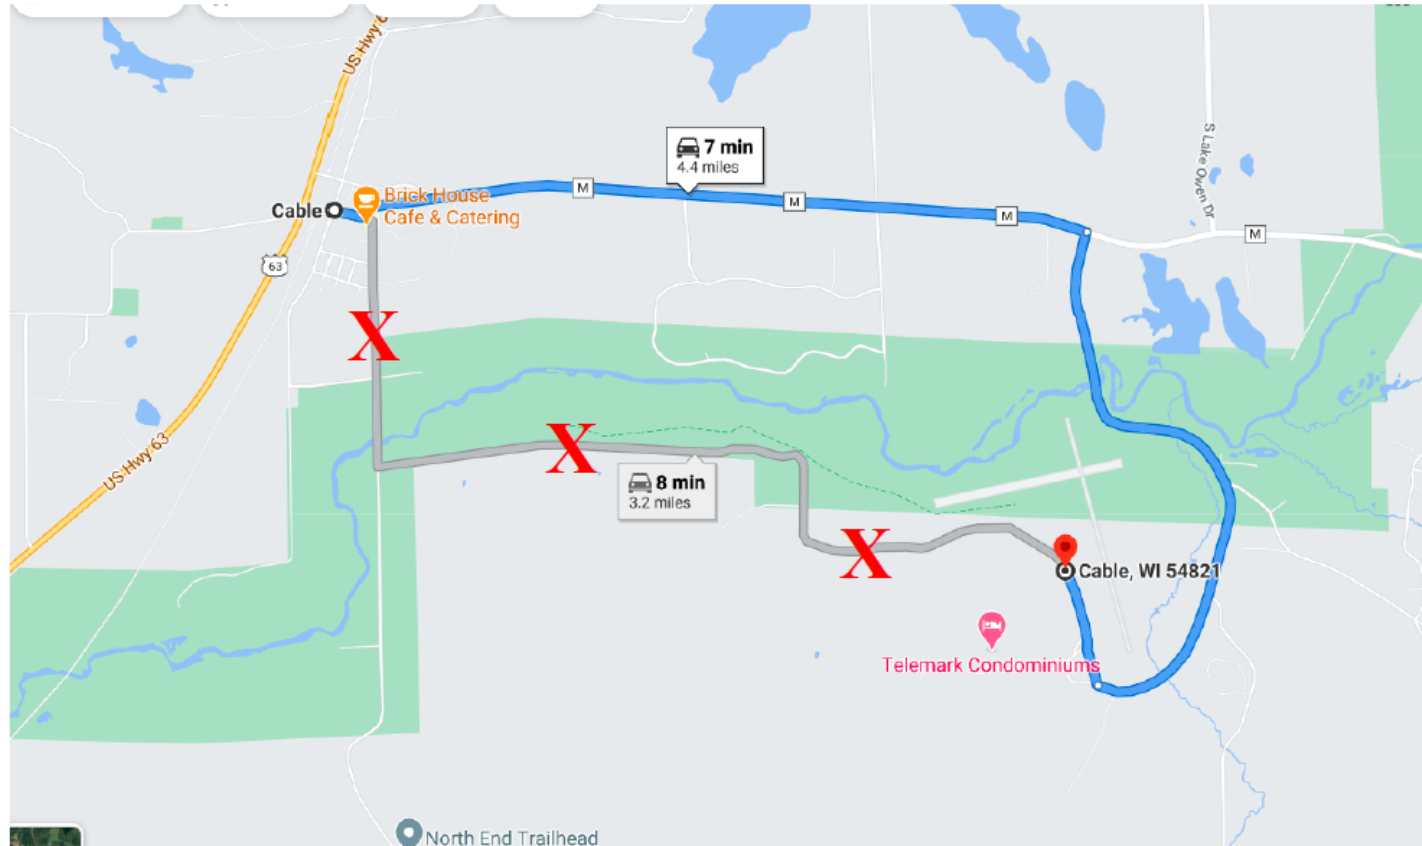 US Hwy 6
7 min
4.4 miles
S Lake Owen Dr
M
M
M
M
Brick House
Cafe & Catering
Cable
63
X
US Hwy 63
X
8 min
3.2 miles
X
Cable, WI 54821
Telemark Condominiums
North End Trailhead